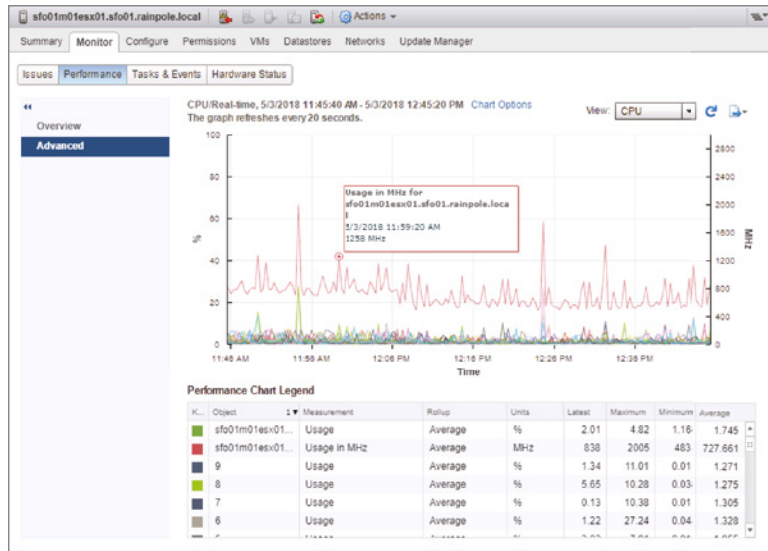 sfo01m01esx01.sfo01.rainpole.local Actions
Summary Monitor Configure Permissions VMs Datastores Networks Update Manager
Issues Performance Tasks & Events Hardware Status
Overview
Advanced
CPU/Real-time, 5/3/2018 11:45:40 AM - 5/3/2018 12:45:20 PM Chart Options
The graph refreshes every 20 seconds.
View: CPU
100
80
60
40
20
0
%
2800
2400
2000
1600
1200
800
400
0
MHz
Usage in MHz for
sfo01m01esx01.sfo01.rainpole.loca
l
5/3/2018 11:59:20 AM
1258 MHz
11:46 AM 11:56 AM 12:06 PM 12:16 PM 12:26 PM 12:36 PM
Time
Performance Chart Legend
K... Object 1 Measurement Rollup Units Latest Maximum Minimum Average
sfo01m01esx01... Usage Average % 2.01 4.82 1.16 1.745
sfo01m01esx01... Usage in MHz Average MHz 838 2005 483 727.661
9 Usage Average % 1.34 11.01 0.01 1.271
8 Usage Average % 5.65 10.28 0.03 1.275
7 Usage Average % 0.13 10.38 0.01 1.305
6 Usage Average % 1.22 27.24 0.04 1.328